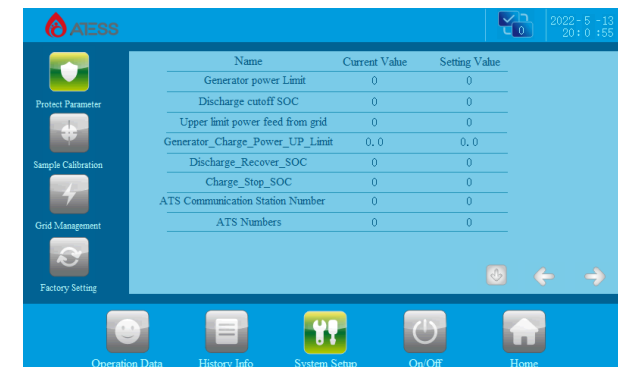 ATESS
0
2022-5-13
20:0:55
Name Current Value Setting Value
Generator power Limit 0 0
Discharge cutoff SOC 0 0
Upper limit power feed from grid 0 0
Generator_Charge_Power_UP_Limit 0.0 0.0
Discharge_Recover_SOC 0 0
Charge_Stop_SOC 0 0
ATS Communication Station Number 0 0
ATS Numbers 0 0
Protect Parameter
Sample Calibration
Grid Management
Factory Setting
Operation Data History Info System Setup On/Off Home